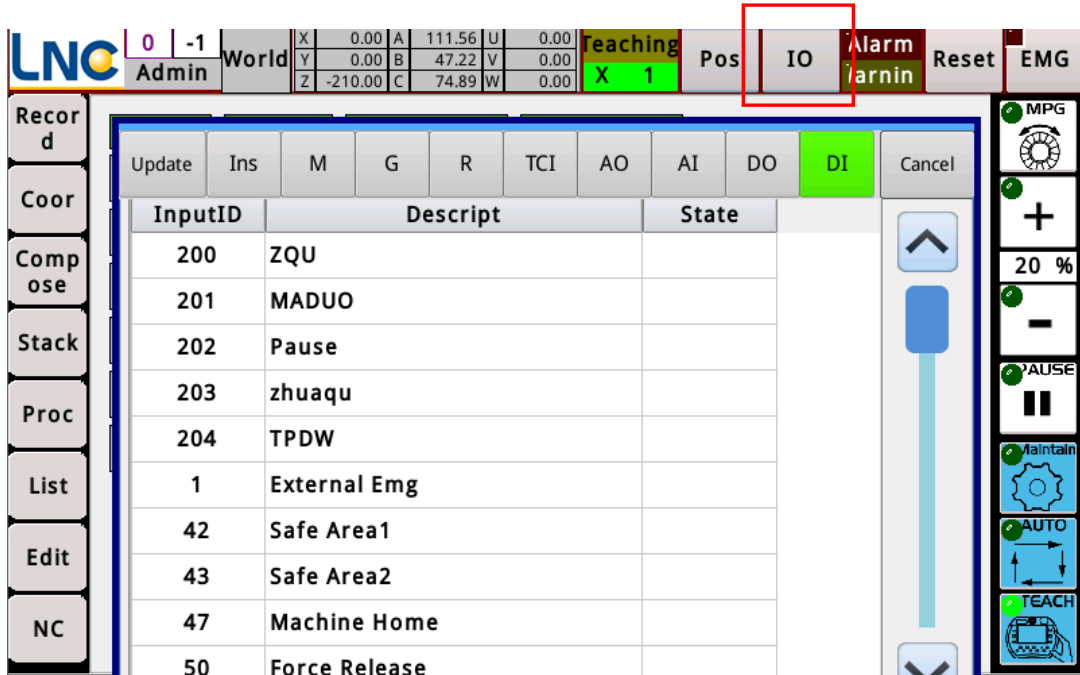 LNC
0 -1
Admin
World
X 0.00 A 111.56 U 0.00
Y 0.00 B 47.22 V 0.00
Z -210.00 C 74.89 W 0.00
Teaching
X 1
Pos
IO
Alarm
Reset
EMG
Recor
d
Coor
Comp
ose
Stack
Proc
List
Edit
NC
Update Ins M G R TCI AO AI DO DI Cancel
InputID Descript State
200 ZQU
201 MADUO
202 Pause
203 zhuaqu
204 TPDW
1 External Emg
42 Safe Area1
43 Safe Area2
47 Machine Home
50 Force Release
MPG
+
20 %
-
PAUSE
Maintain
AUTO
TEACH